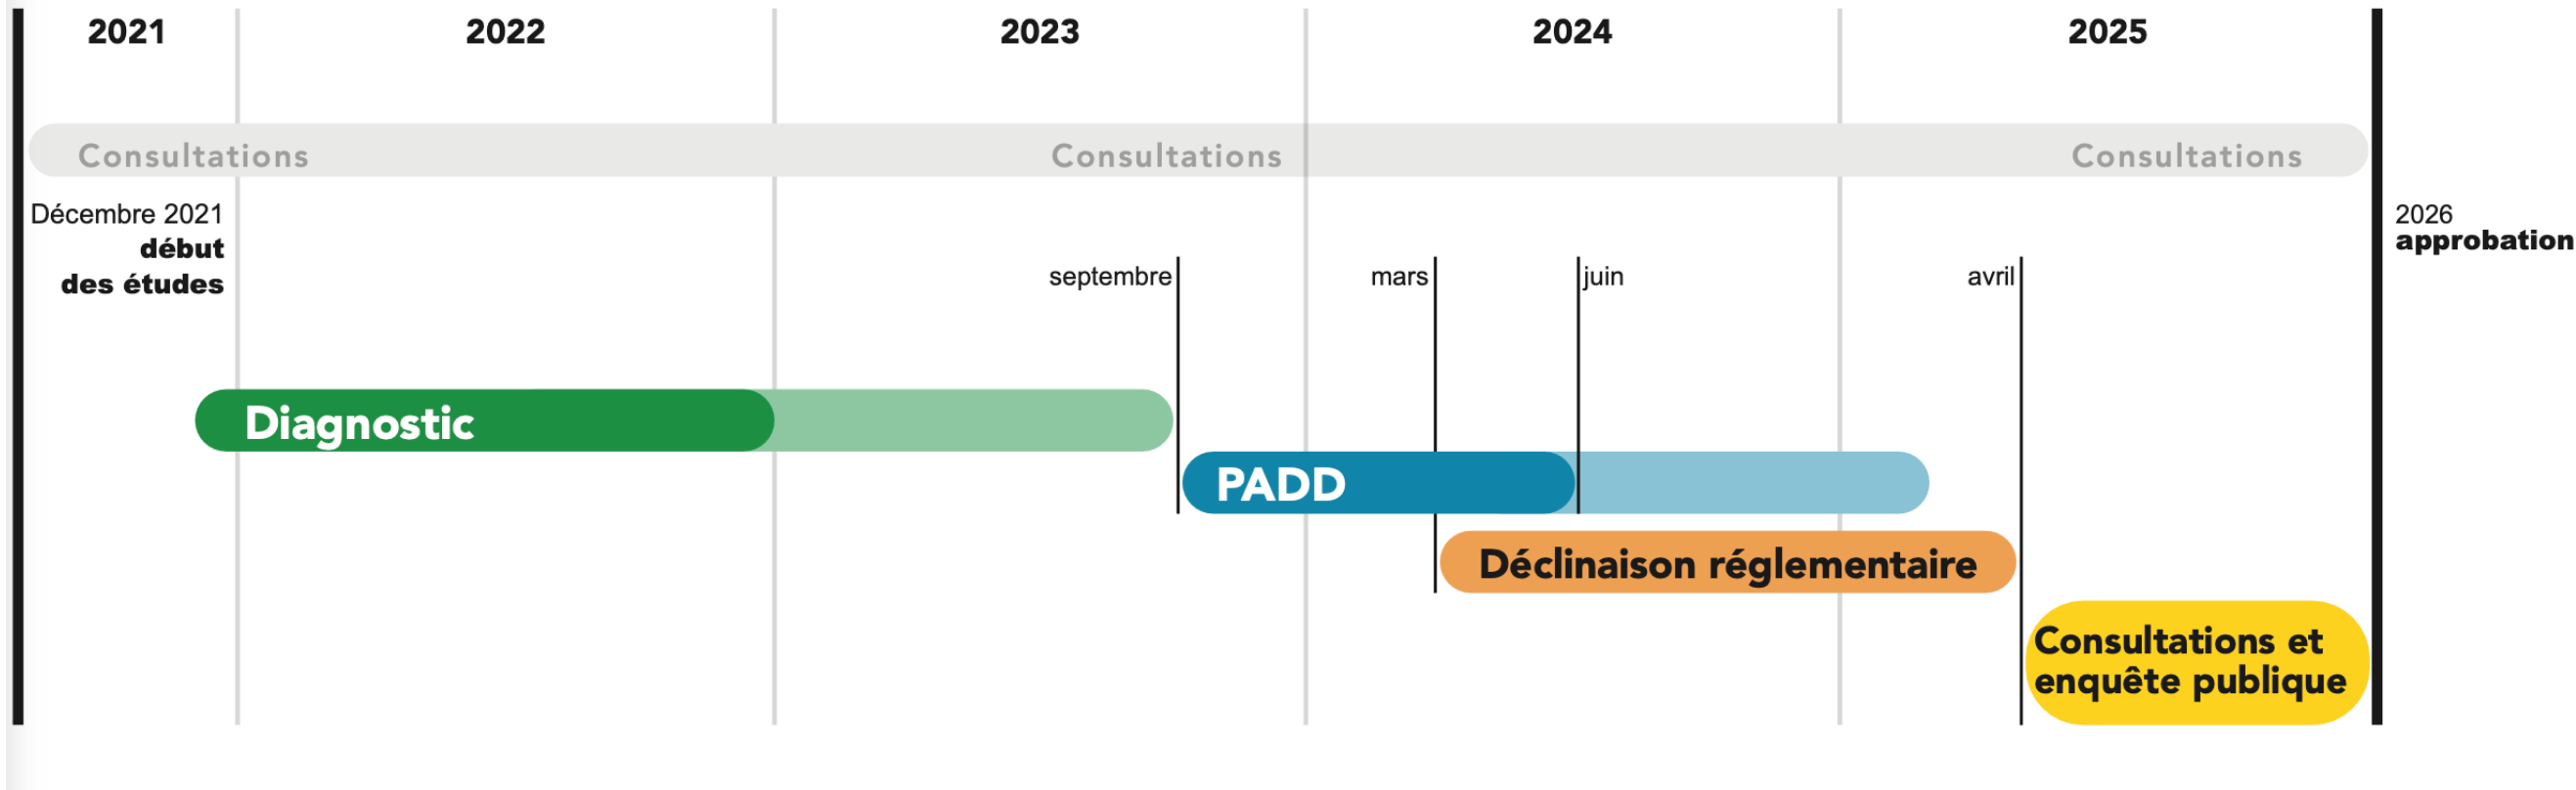 2021
2022
2023
2024
2025
Consultations
Consultations
Consultations
Décembre 2021
début
des études
2026
approbation
septembre
mars
juin
avril
Diagnostic
PADD
Déclinaison réglementaire
Consultations et
enquête publique